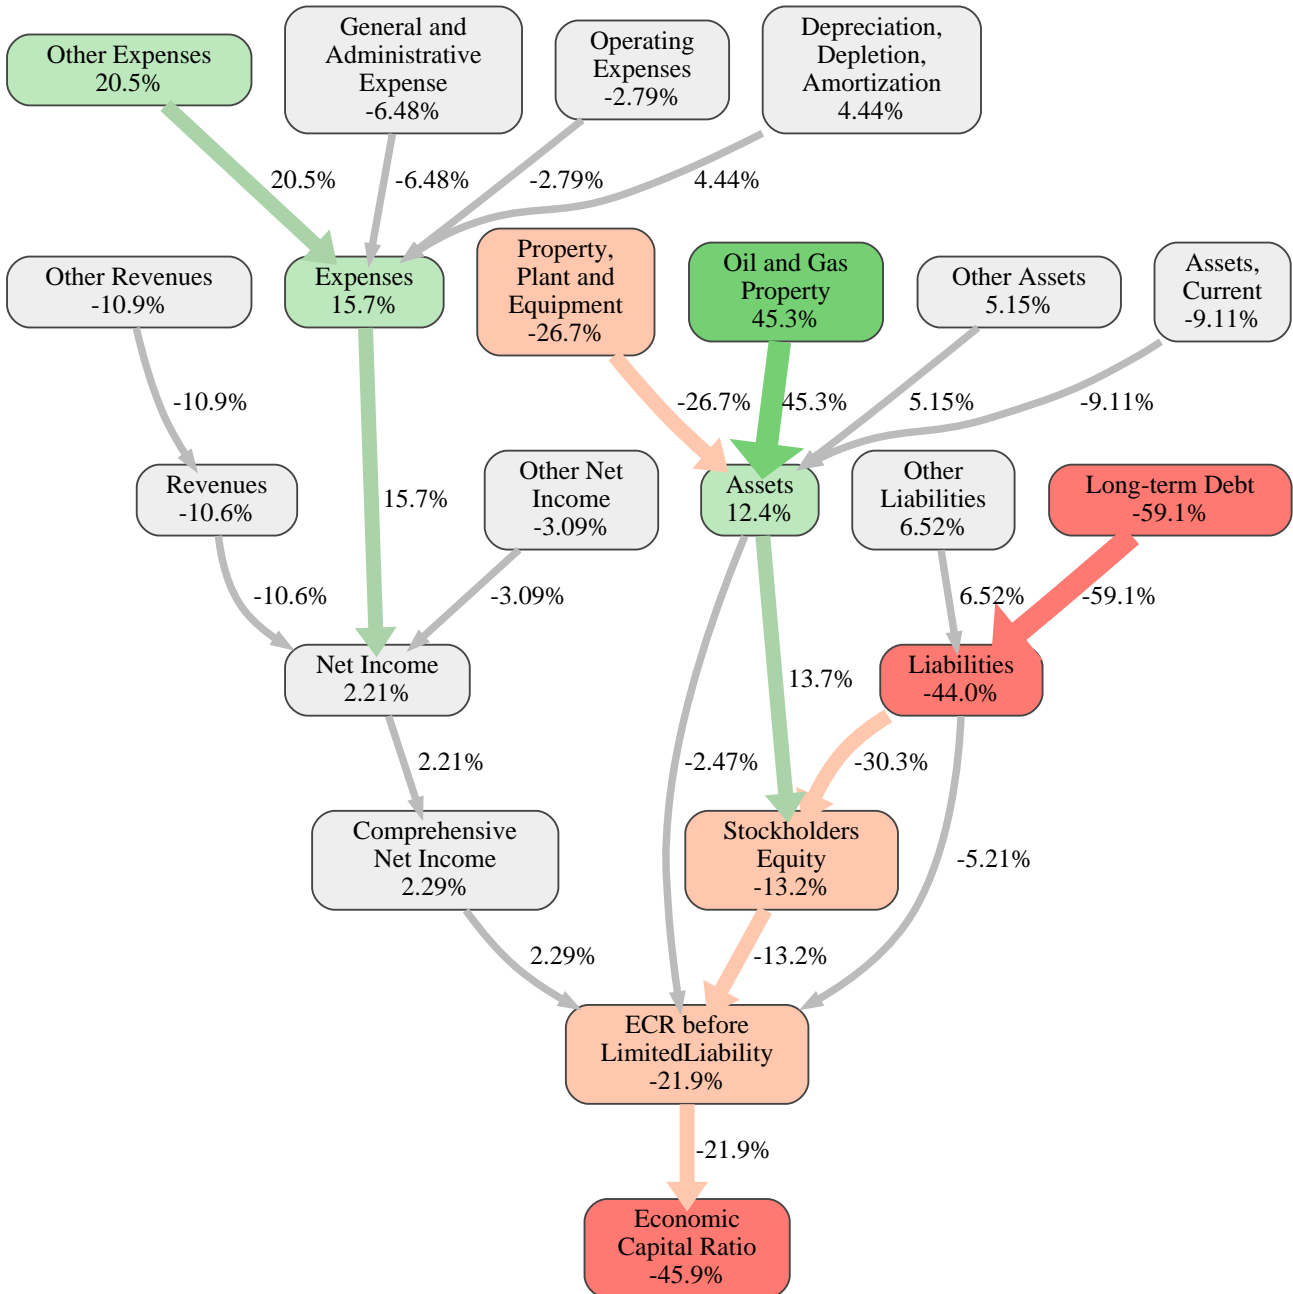 Other Expenses
20.5%
General and
Administrative
Expense
-6.48%
Operating
Expenses
-2.79%
Depreciation,
Depletion,
Amortization
4.44%
20.5%
-6.48%
-2.79%
4.44%
Other Revenues
-10.9%
Expenses
15.7%
Property,
Plant and
Equipment
-26.7%
Oil and Gas
Property
45.3%
Other Assets
5.15%
Assets,
Current
-9.11%
-10.9%
-26.7%
45.3%
5.15%
-9.11%
Revenues
-10.6%
15.7%
Other Net
Income
-3.09%
Assets
12.4%
Other
Liabilities
6.52%
Long-term Debt
-59.1%
-10.6%
-3.09%
6.52%
-59.1%
Net Income
2.21%
13.7%
Liabilities
-44.0%
2.21%
-2.47%
-30.3%
Comprehensive
Net Income
2.29%
Stockholders
Equity
-13.2%
-5.21%
2.29%
-13.2%
ECR before
LimitedLiability
-21.9%
-21.9%
Economic
Capital Ratio
-45.9%